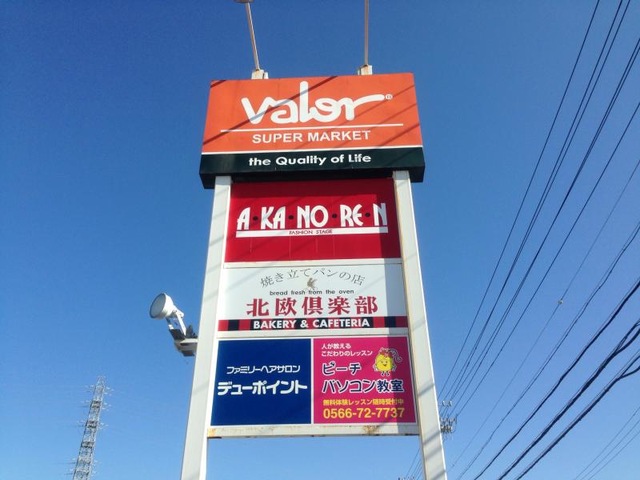 Valor®
SUPER MARKET
the Quality of Life
A・KA・NO・RE・N
FASHION STAGE
焼き立てパンの店
bread fresh from the oven
北欧倶楽部
BAKERY & CAFETERIA
ファミリーヘアサロン
デューポイント
人が教える
こだわりのレッスン
ピーチ
パソコン教室
無料体験レッスン随時受付中
0566-72-7737